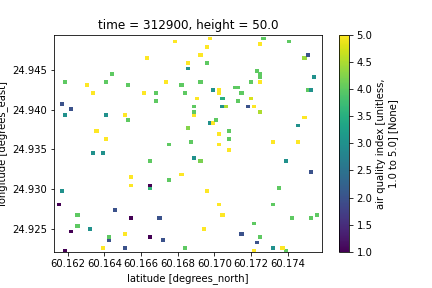 time = 312900, height = 50.0
24.945
24.940
24.935
24.930
24.925
longitude [degrees_east]
60.162 60.164 60.166 60.168 60.170 60.172 60.174
latitude [degrees_north]
5.0
4.5
4.0
3.5
3.0
2.5
2.0
1.5
1.0
air quality index [unitless,
1.0 to 5.0] [None]